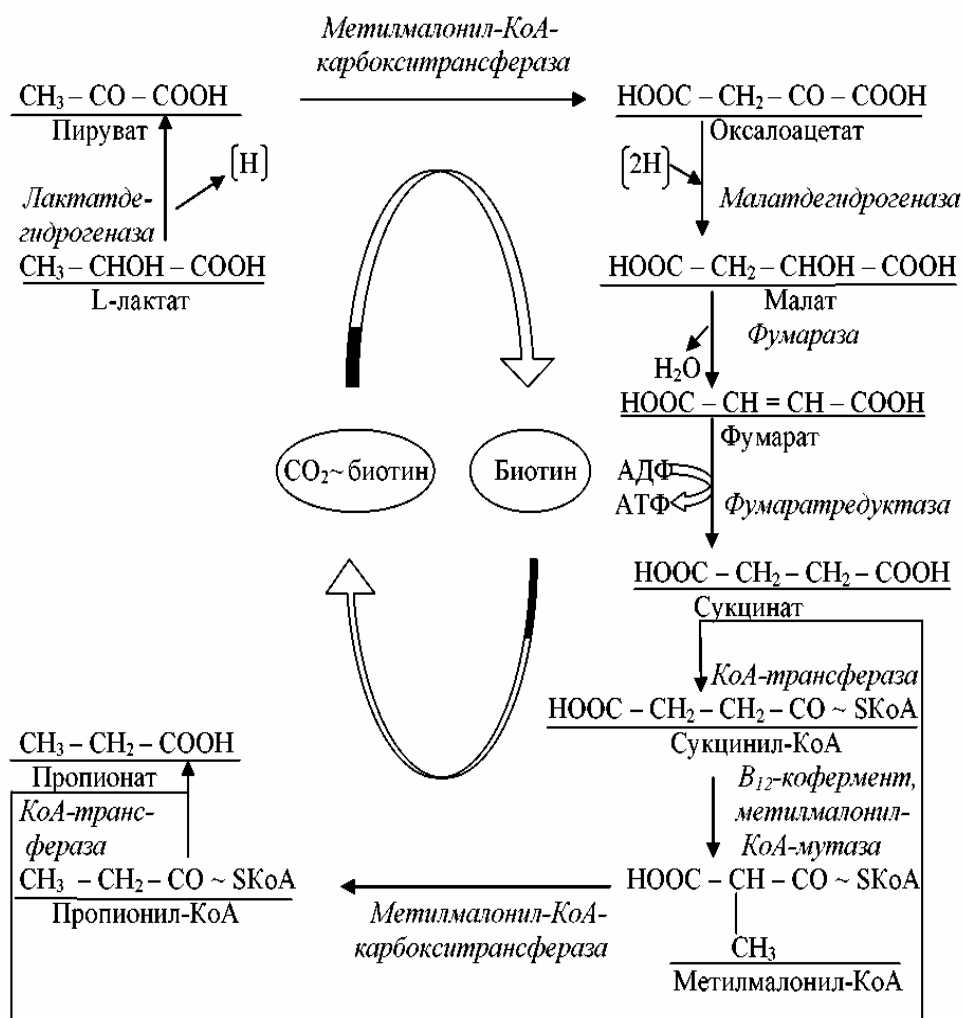 Метилмалонил-КоА-
карбокситрансфераза
CH₃ – CO – COOH
Пируват
HOOC – CH₂ – CO – COOH
Оксалоацетат
[H]
[2H]
Лактатде-
гидрогеназа
Малатдегидрогеназа
CH₃ – CHOH – COOH
L-лактат
HOOC – CH₂ – CHOH – COOH
Малат
Фумараза
H₂O
HOOC – CH = CH – COOH
Фумарат
CO₂~ биотин
Биотин
АДФ
АТФ
Фумаратредуктаза
HOOC – CH₂ – CH₂ – COOH
Сукцинат
КоА-трансфераза
HOOC – CH₂ – CH₂ – CO ~ SKoA
Сукцинил-КоА
CH₃ – CH₂ – COOH
Пропионат
B₁₂-кофермент,
метилмалонил-
КоА-мутаза
КоА-транс-
фераза
CH₃ – CH₂ – CO ~ SKoA
Пропионил-КоА
HOOC – CH – CO ~ SKoA
CH₃
Метилмалонил-КоА
Метилмалонил-КоА-
карбокситрансфераза